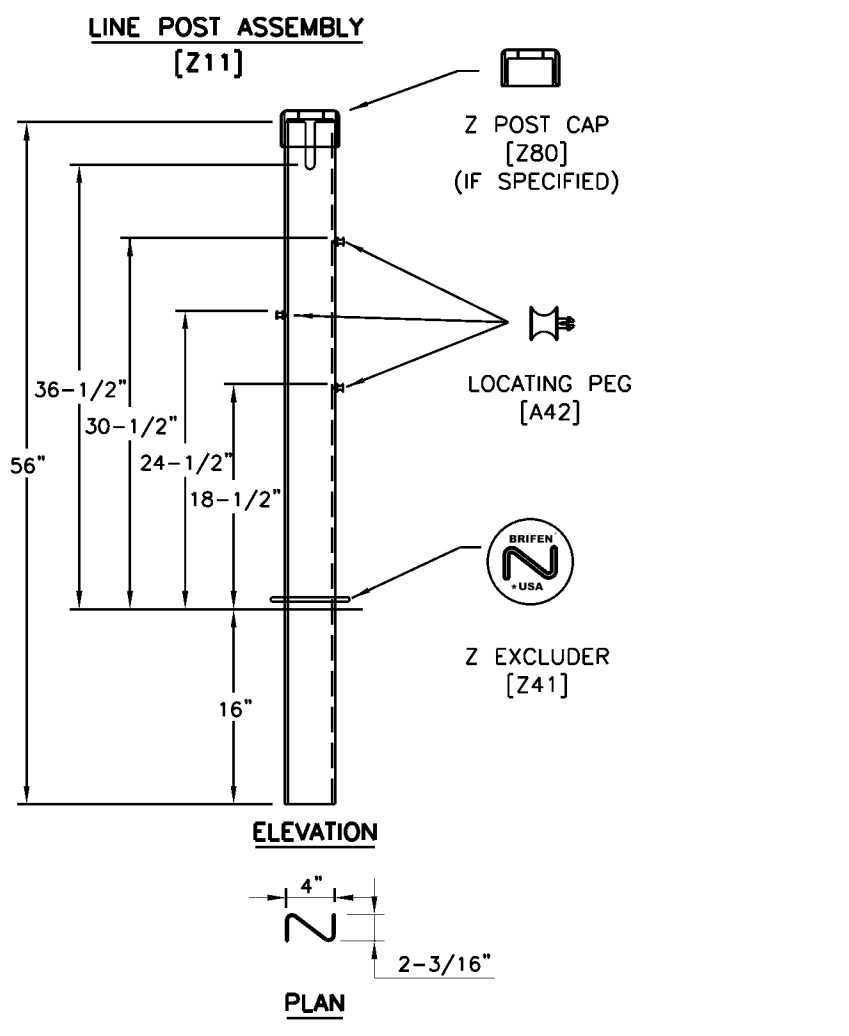 LINE POST ASSEMBLY
[Z11]
Z POST CAP
[Z80]
(IF SPECIFIED)
36-1/2"
30-1/2"
24-1/2"
18-1/2"
56"
LOCATING PEG
[A42]
BRIFEN
USA
Z EXCLUDER
[Z41]
16"
ELEVATION
4"
2-3/16"
PLAN